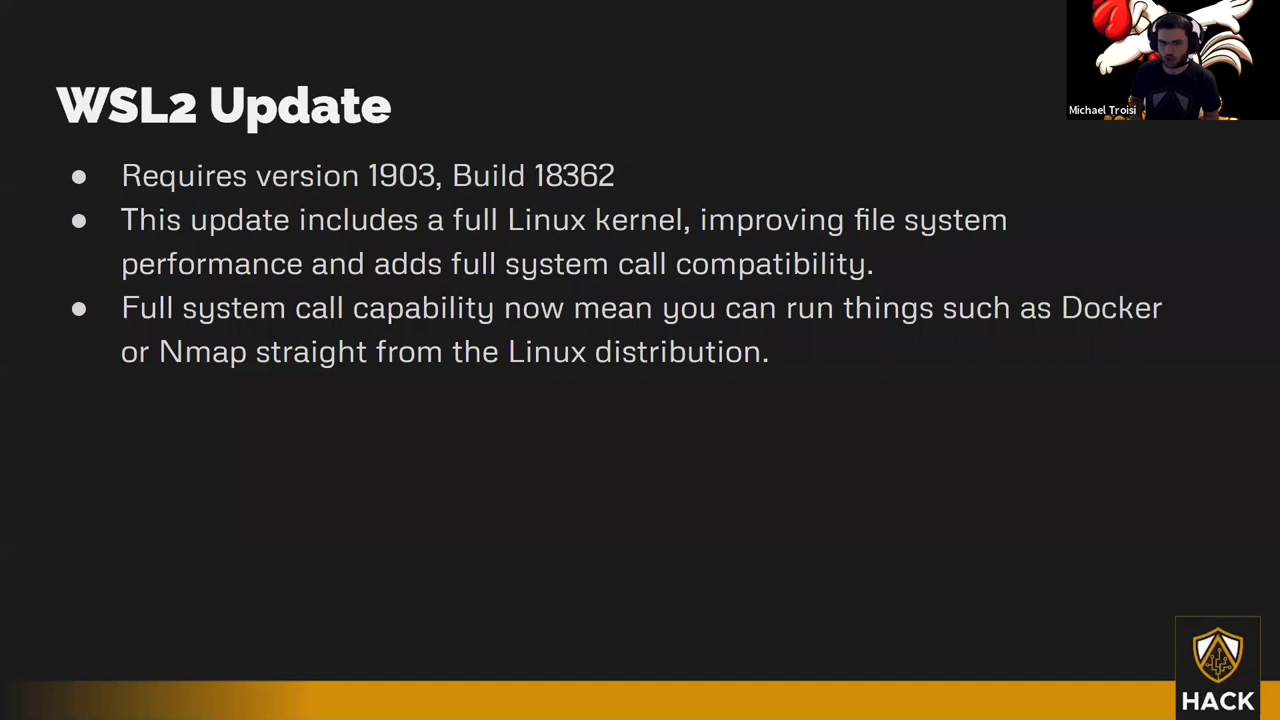 WSL2 Update
Michael Troisi
● Requires version 1903, Build 18362
● This update includes a full Linux kernel, improving file system
performance and adds full system call compatibility.
● Full system call capability now mean you can run things such as Docker
or Nmap straight from the Linux distribution.
HACK